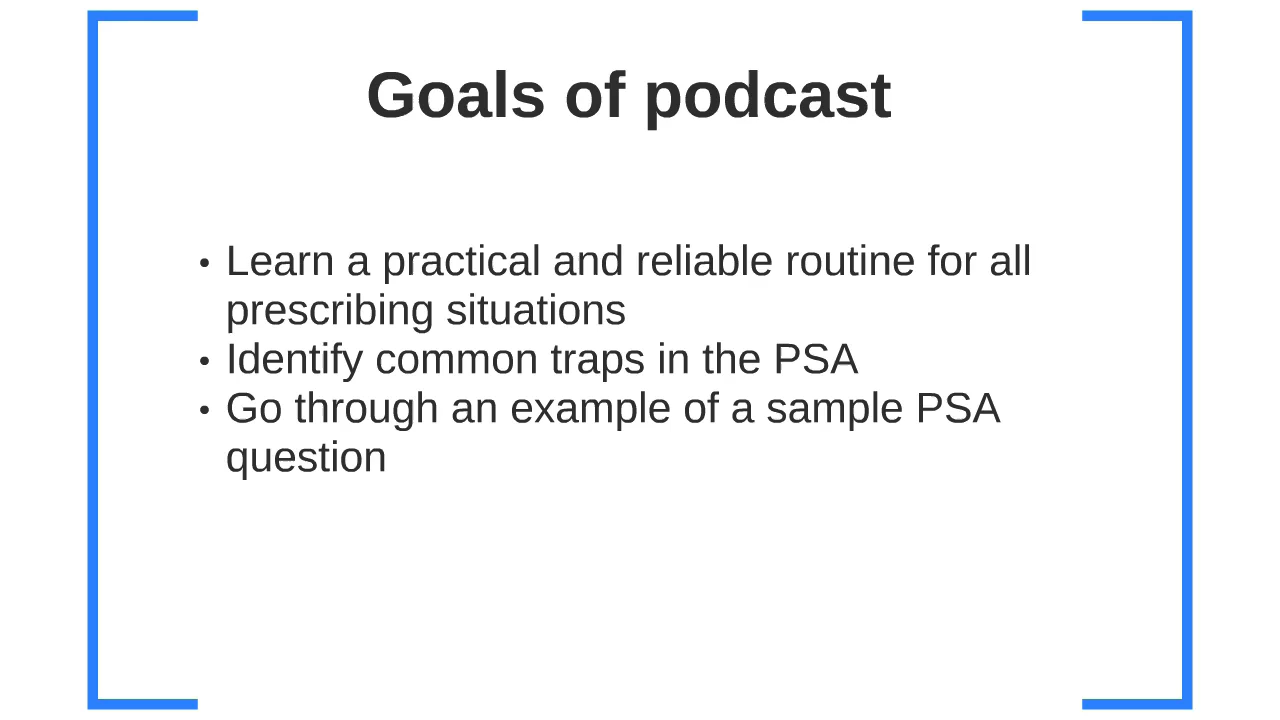 Goals of podcast
• Learn a practical and reliable routine for all
prescribing situations
• Identify common traps in the PSA
• Go through an example of a sample PSA
question